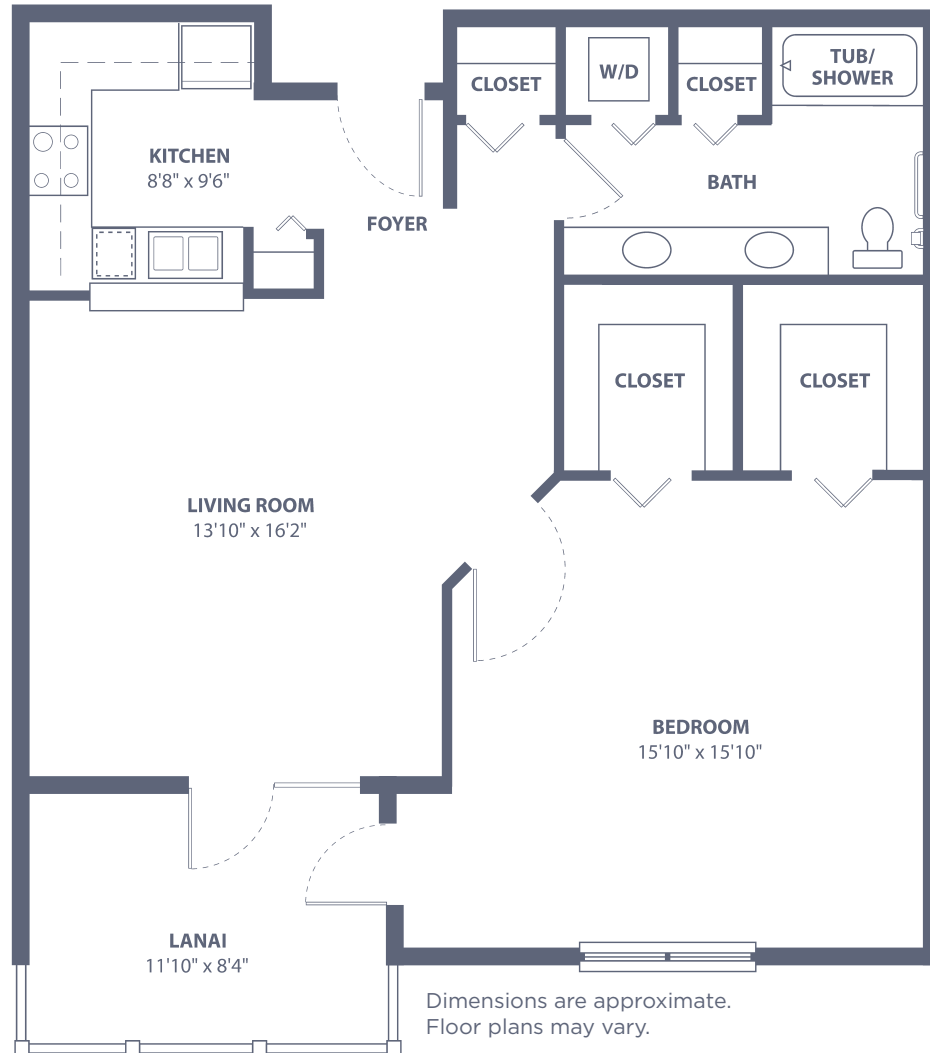 CLOSET
W/D
CLOSET
TUB/
SHOWER
KITCHEN
8'8" x 9'6"
BATH
FOYER
CLOSET
CLOSET
LIVING ROOM
13'10" x 16'2"
BEDROOM
15'10" x 15'10"
LANAI
11'10" x 8'4"
Dimensions are approximate.
Floor plans may vary.